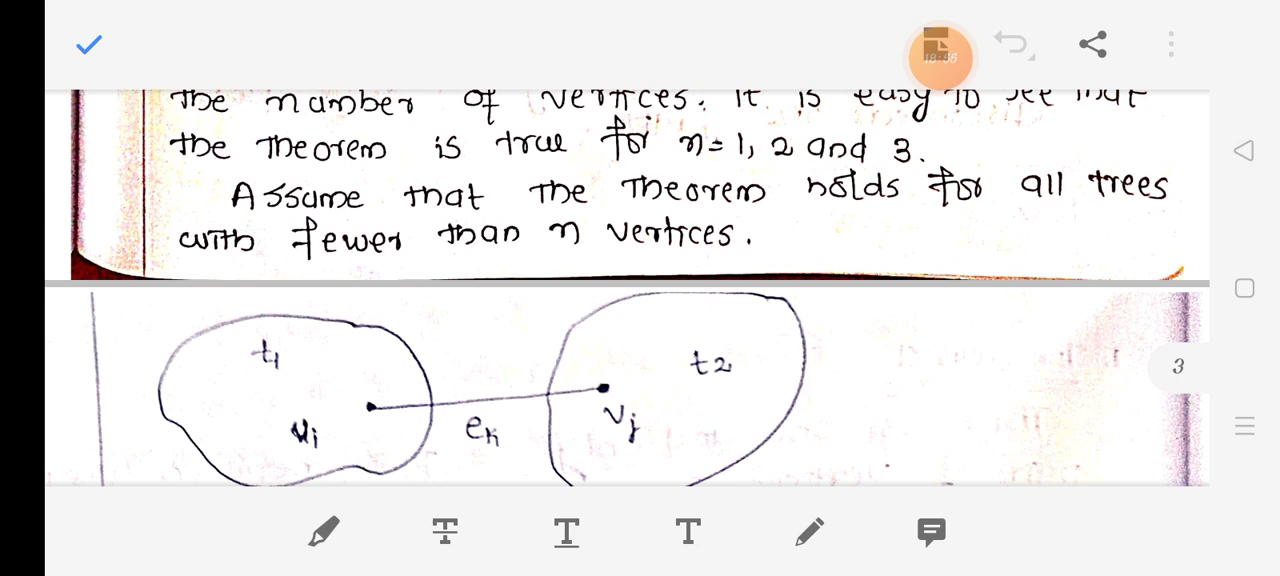 the number of vertices. It is easy to see that
the Theorem is true for n=1, 2 and 3.
Assume that the Theorem holds for all trees
with fewer than n vertices.
t1
t2
vi
ek
vj
3
T
T
T